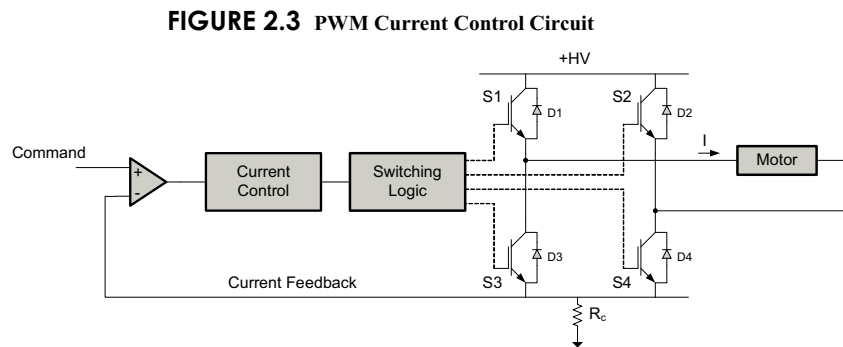 FIGURE 2.3 PWM Current Control Circuit
+HV
S1
D1
S2
D2
Command
+
-
Current
Control
Switching
Logic
I
Motor
D3
S3
D4
S4
Current Feedback
Rc